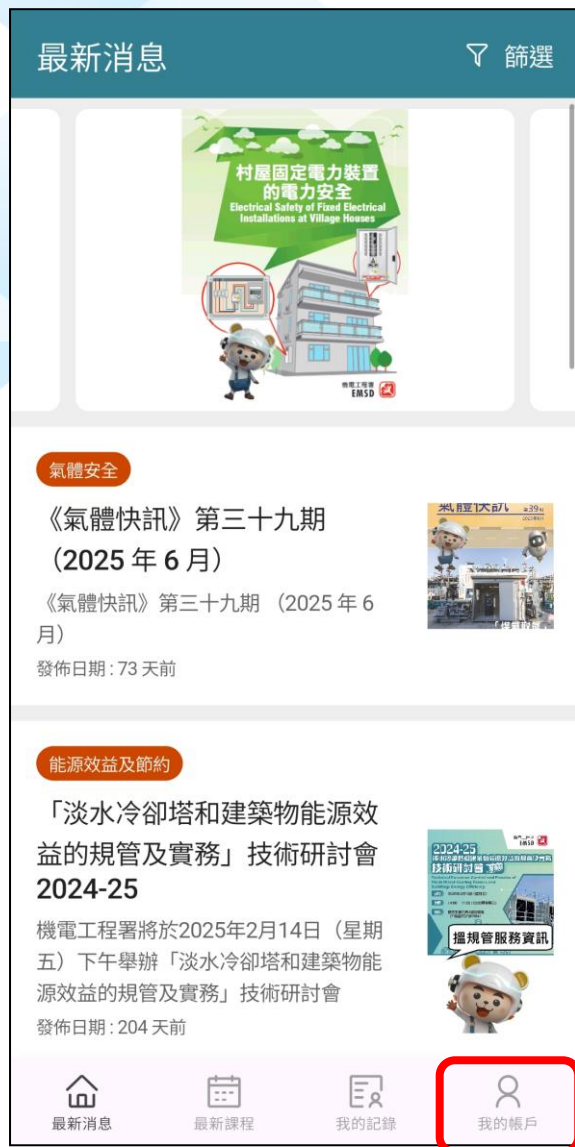 最新消息
篩選
村屋固定電力裝置
的電力安全
Electrical Safety of Fixed Electrical
Installations at Village Houses
機電工程署
EMSD
氣體安全
《氣體快訊》第三十九期
（2025 年 6 月）
《氣體快訊》第三十九期 （2025 年 6
月）
發佈日期 : 73 天前
氣體快訊
第39期
能源效益及節約
「淡水冷卻塔和建築物能源效
益的規管及實務」技術研討會
2024-25
機電工程署將於2025年2月14日（星期
五）下午舉辦「淡水冷卻塔和建築物能
源效益的規管及實務」技術研討會
發佈日期 : 204 天前
EMSD
2024-25
技術研討會
搵規管服務資訊
最新消息
最新課程
我的記錄
我的帳戶